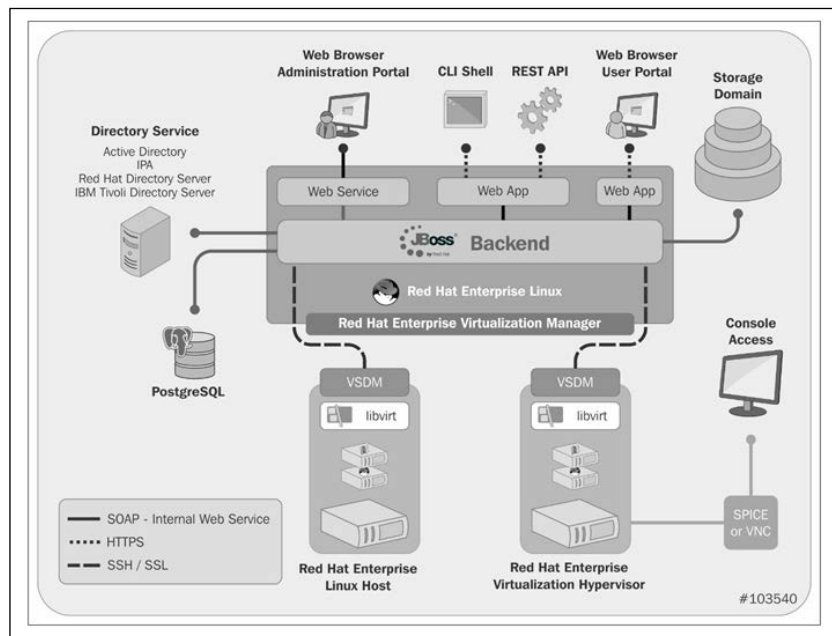 Web Browser
Administration Portal
CLI Shell
REST API
Web Browser
User Portal
Storage
Domain
Directory Service
Active Directory
IPA
Red Hat Directory Server
IBM Tivoli Directory Server
Web Service
Web App
Web App
JBoss
by Red Hat
Backend
Red Hat Enterprise Linux
Red Hat Enterprise Virtualization Manager
PostgreSQL
Console
Access
VSDM
libvirt
VSDM
libvirt
SOAP - Internal Web Service
HTTPS
SSH / SSL
SPICE
or VNC
Red Hat Enterprise
Linux Host
Red Hat Enterprise
Virtualization Hypervisor
#103540